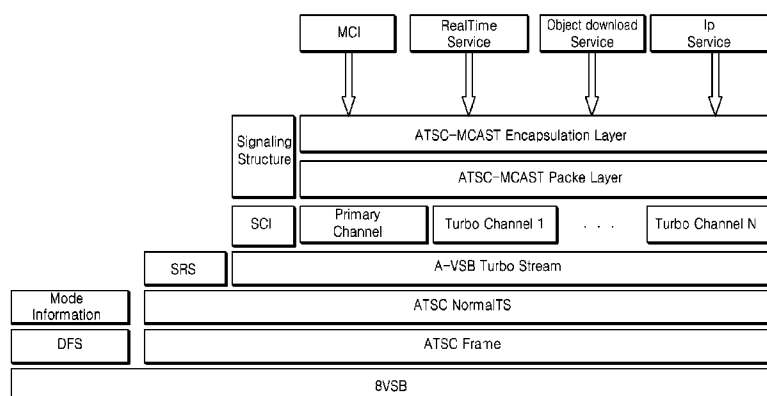 MCI
RealTime
Service
Object download
Service
Ip
Service
Signaling
Structure
ATSC-MCAST Encapsulation Layer
ATSC-MCAST Packe Layer
SCI
Primary
Channel
Turbo Channel 1
. . .
Turbo Channel N
SRS
A-VSB Turbo Stream
Mode
Information
ATSC NormalTS
DFS
ATSC Frame
8VSB